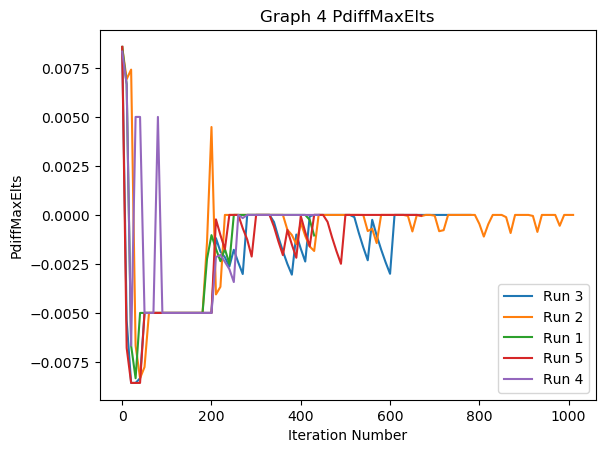 Graph 4 PdiffMaxElts
PdiffMaxElts
0.0075
0.0050
0.0025
0.0000
−0.0025
−0.0050
−0.0075
0
200
400
600
800
1000
Iteration Number
Run 3
Run 2
Run 1
Run 5
Run 4